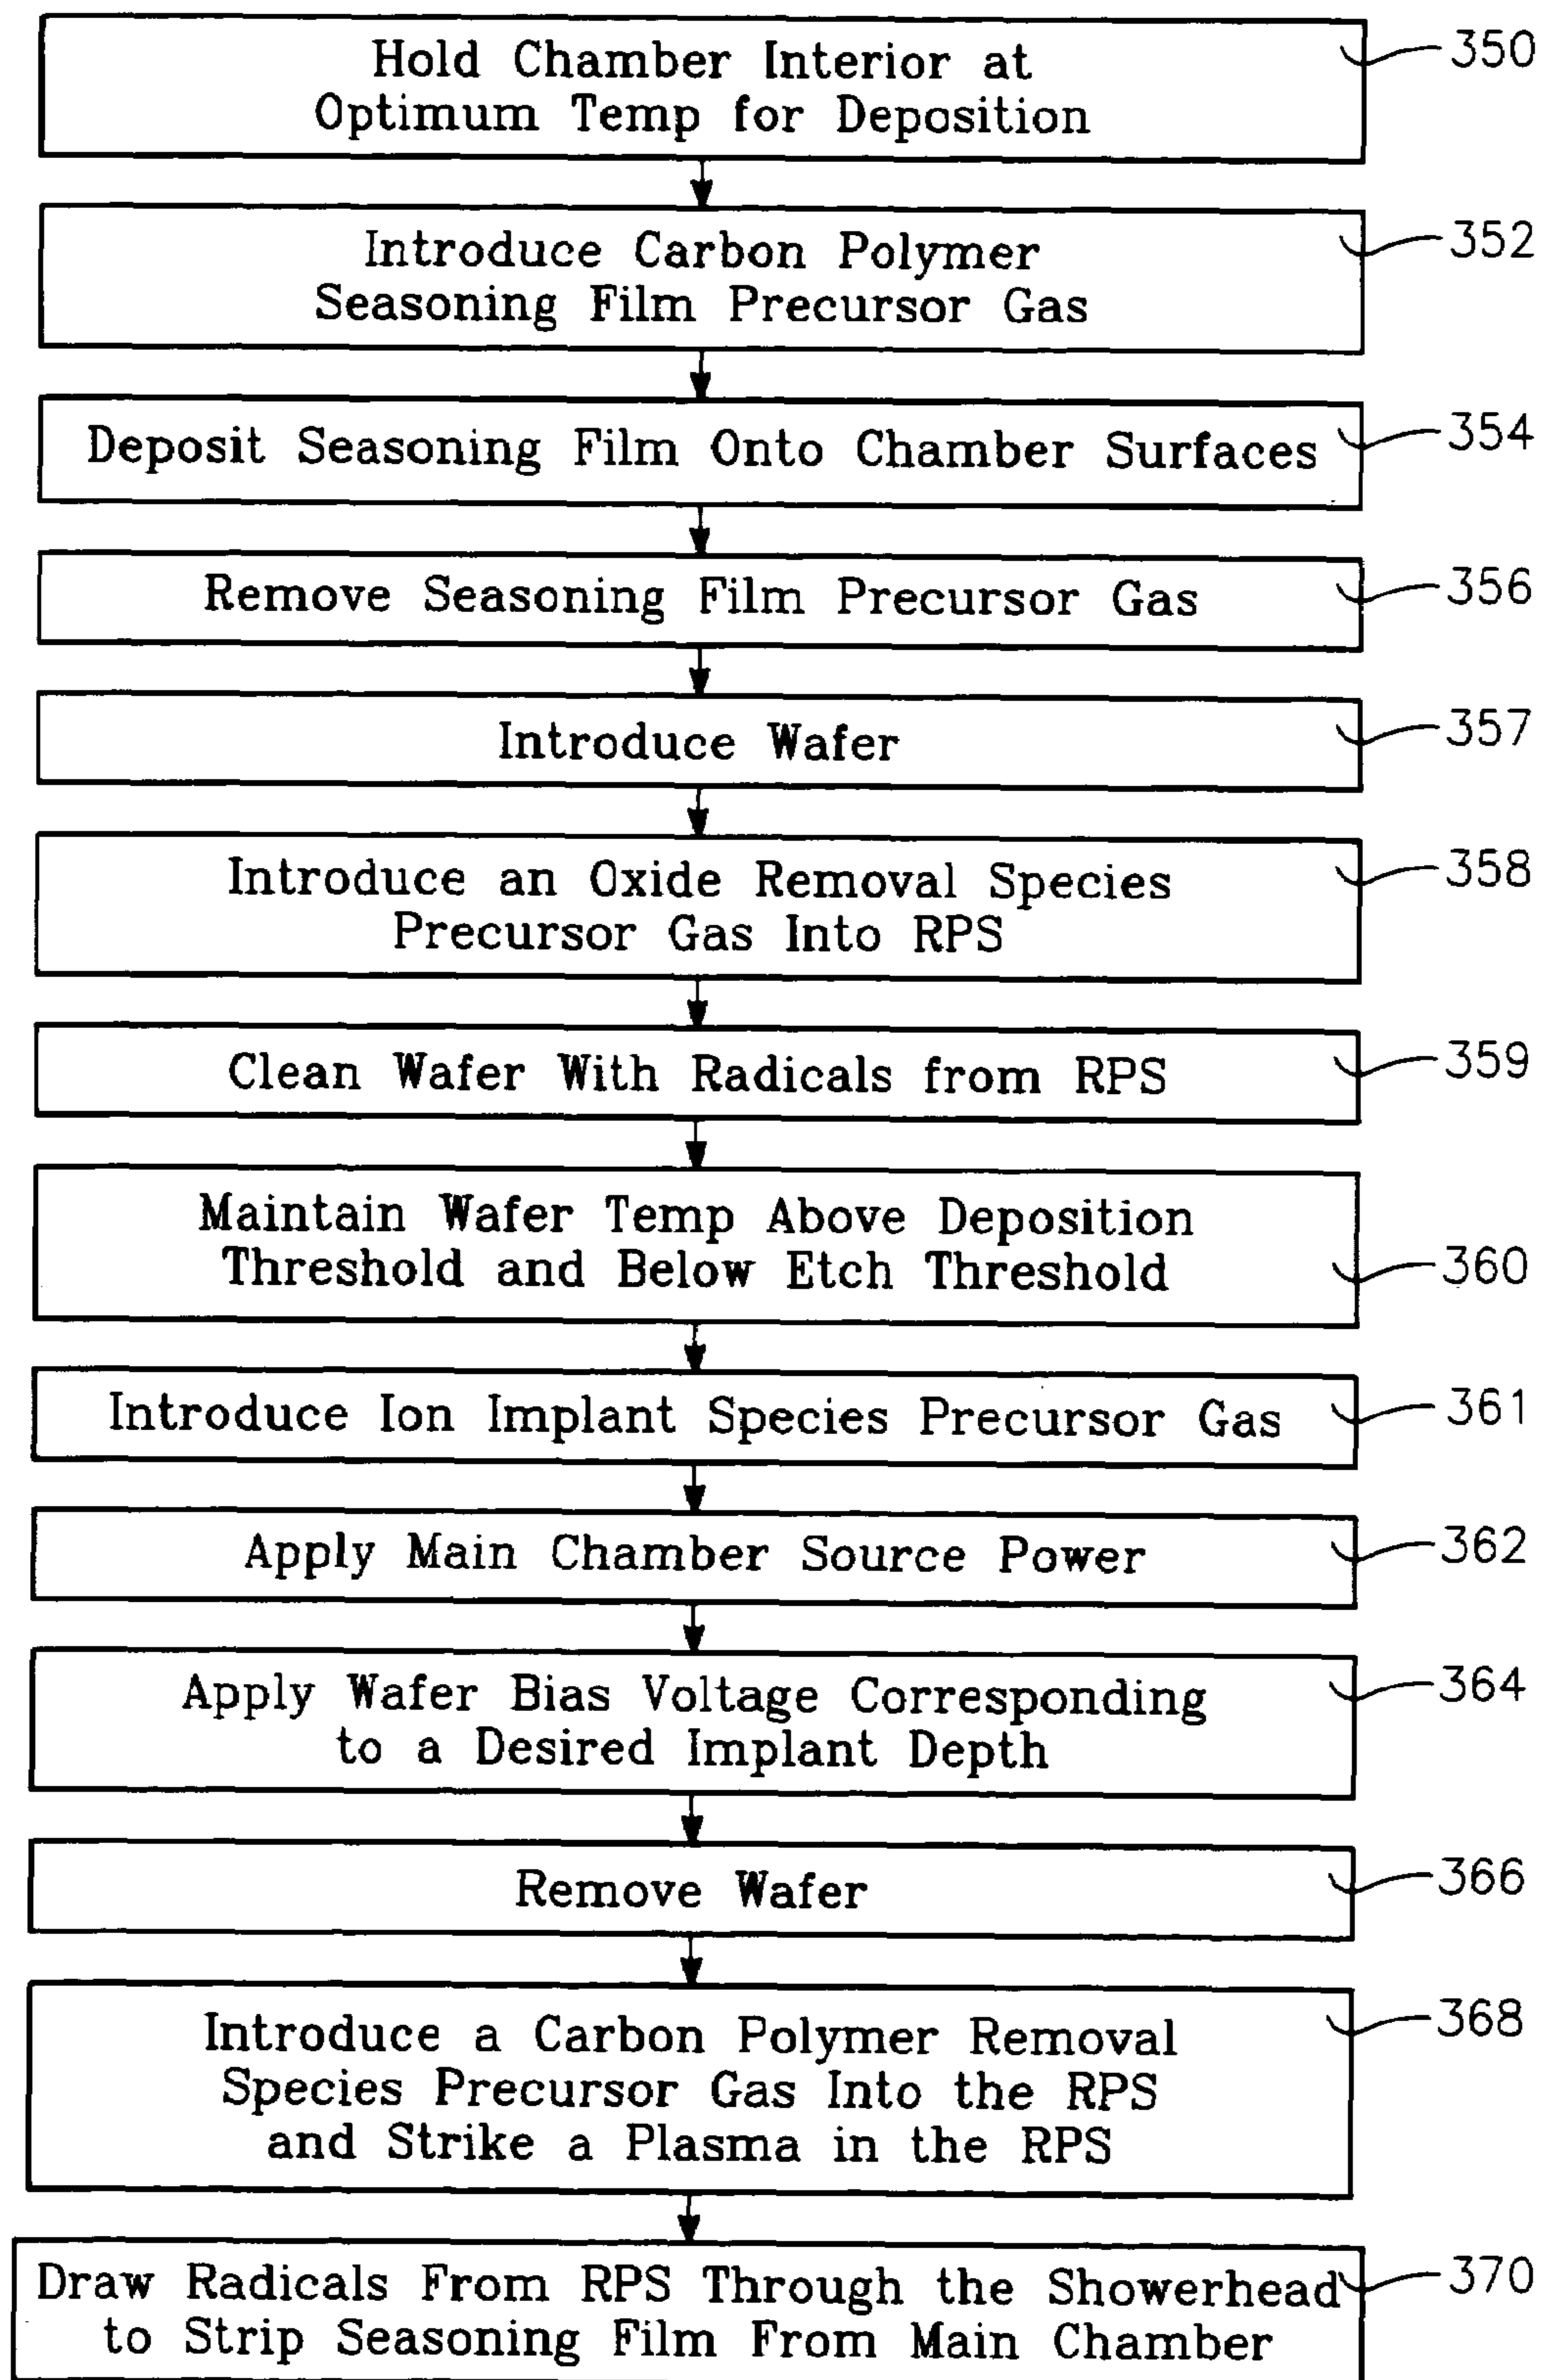 Hold Chamber Interior at
Optimum Temp for Deposition
350
Introduce Carbon Polymer
Seasoning Film Precursor Gas
352
Deposit Seasoning Film Onto Chamber Surfaces
354
Remove Seasoning Film Precursor Gas
356
Introduce Wafer
357
Introduce an Oxide Removal Species
Precursor Gas Into RPS
358
Clean Wafer With Radicals from RPS
359
Maintain Wafer Temp Above Deposition
Threshold and Below Etch Threshold
360
Introduce Ion Implant Species Precursor Gas
361
Apply Main Chamber Source Power
362
Apply Wafer Bias Voltage Corresponding
to a Desired Implant Depth
364
Remove Wafer
366
Introduce a Carbon Polymer Removal
Species Precursor Gas Into the RPS
and Strike a Plasma in the RPS
368
Draw Radicals From RPS Through the Showerhead
to Strip Seasoning Film From Main Chamber
370